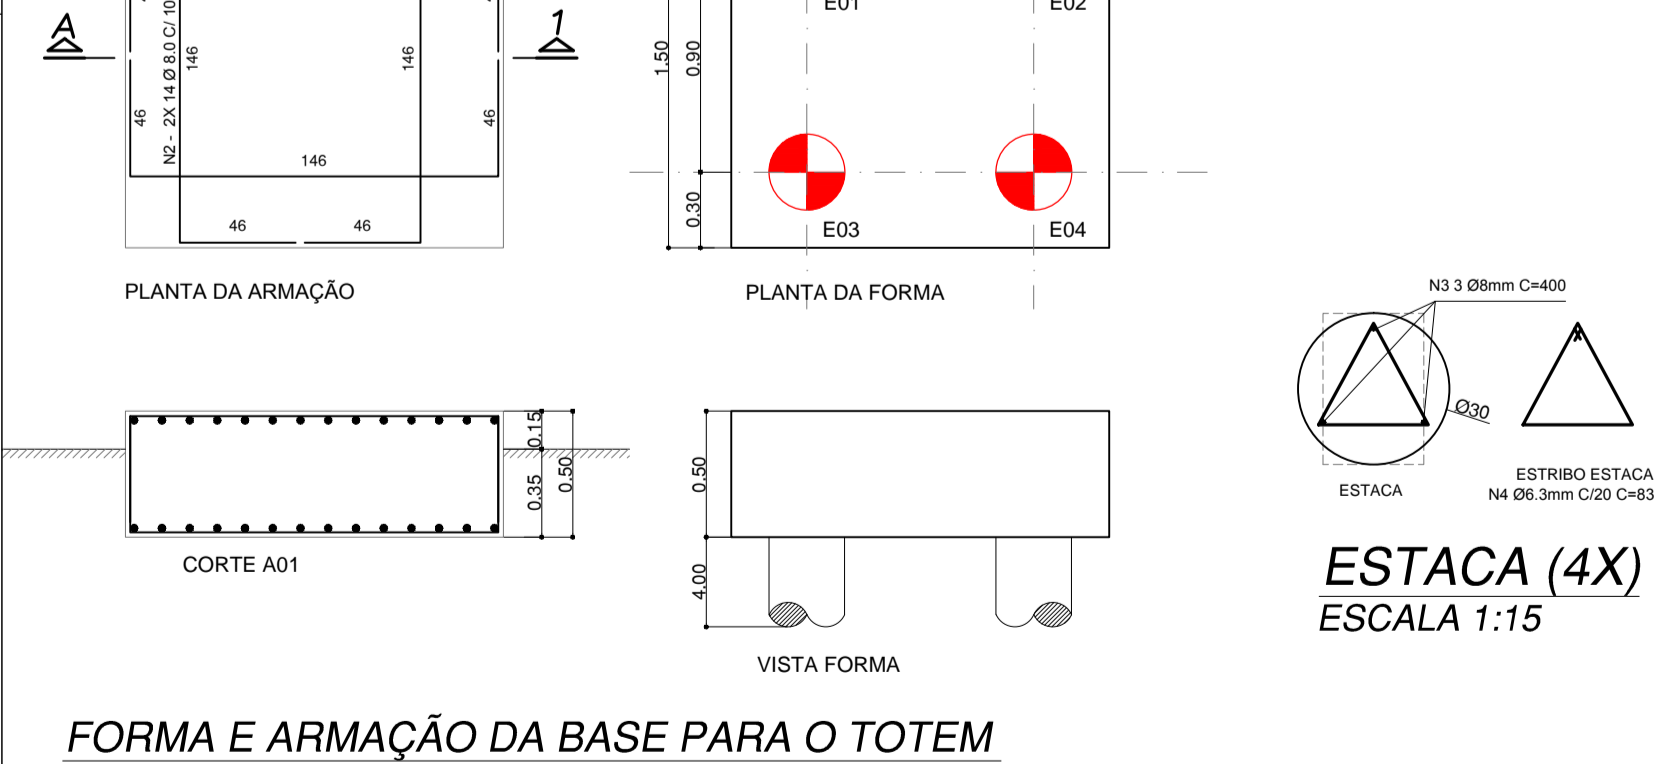 A
1
N2 - 2X 14 Ø 8.0 C/ 10
146
146
46
46
146
46
46
PLANTA DA ARMAÇÃO
E01
E02
1.50
0.90
0.30
E03
E04
PLANTA DA FORMA
N3 3 Ø8mm C=400
Ø30
ESTACA
ESTRIBO ESTACA
N4 Ø6.3mm C/20 C=83
0.15
0.35
0.50
CORTE A01
0.50
4.00
VISTA FORMA
ESTACA (4X)
ESCALA 1:15
FORMA E ARMAÇÃO DA BASE PARA O TOTEM